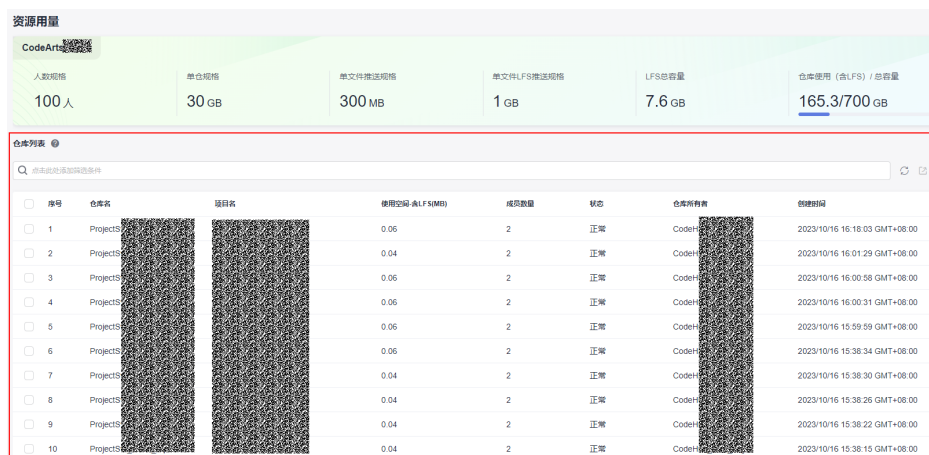 资源用量
CodeArts
人数规格 单仓规格 单文件推送规格 单文件LFS推送规格 LFS总容量 仓库使用（含LFS）/ 总容量
100 人 30 GB 300 MB 1 GB 7.6 GB 165.3/700 GB
仓库列表
点击此处添加筛选条件
序号 仓库名 项目名 使用空间-含LFS(MB) 成员数量 状态 仓库所有者 创建时间
1 ProjectS 0.06 2 正常 CodeH 2023/10/16 16:18:03 GMT+08:00
2 ProjectS 0.04 2 正常 CodeH 2023/10/16 16:01:29 GMT+08:00
3 ProjectS 0.06 2 正常 CodeH 2023/10/16 16:00:58 GMT+08:00
4 ProjectS 0.06 2 正常 CodeH 2023/10/16 16:00:31 GMT+08:00
5 ProjectS 0.06 2 正常 CodeH 2023/10/16 15:59:59 GMT+08:00
6 ProjectS 0.06 2 正常 CodeH 2023/10/16 15:38:34 GMT+08:00
7 ProjectS 0.04 2 正常 CodeH 2023/10/16 15:38:30 GMT+08:00
8 ProjectS 0.04 2 正常 CodeH 2023/10/16 15:38:26 GMT+08:00
9 ProjectS 0.04 2 正常 CodeH 2023/10/16 15:38:22 GMT+08:00
10 ProjectS 0.04 2 正常 CodeH 2023/10/16 15:38:15 GMT+08:00